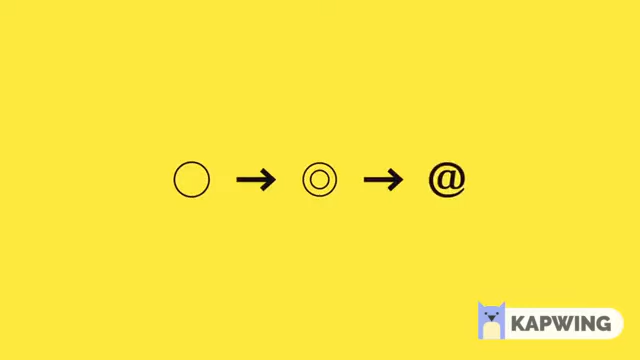 ○ → ◎ → @
KAPWING